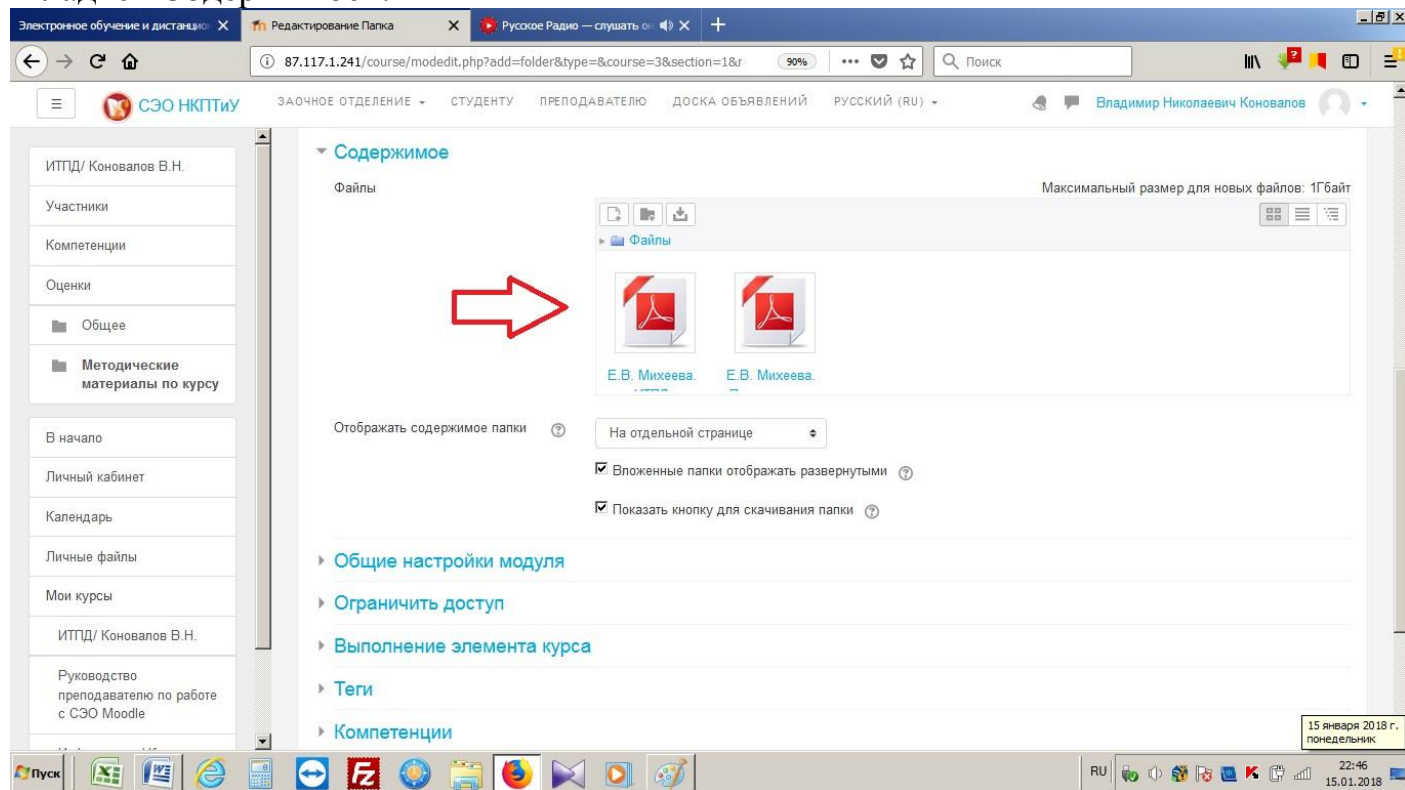 Электронное обучение и дистанцио
Редактирование Папка
Русское Радио — слушать он
87.117.1.241/course/modedit.php?add=folder&type=&course=3&section=1&r
90%
Поиск
СЭО НКПТиУ
ЗАОЧНОЕ ОТДЕЛЕНИЕ
СТУДЕНТУ
ПРЕПОДАВАТЕЛЮ
ДОСКА ОБЪЯВЛЕНИЙ
РУССКИЙ (RU)
Владимир Николаевич Коновалов
ИТПД/ Коновалов В.Н.
Участники
Компетенции
Оценки
Общее
Методические
материалы по курсу
В начало
Личный кабинет
Календарь
Личные файлы
Мои курсы
ИТПД/ Коновалов В.Н.
Руководство
преподавателю по работе
с СЭО Moodle
Содержимое
Файлы
Максимальный размер для новых файлов: 1Гбайт
Файлы
Е.В. Михеева.
Е.В. Михеева.
Отображать содержимое папки
На отдельной странице
Вложенные папки отображать развернутыми
Показать кнопку для скачивания папки
Общие настройки модуля
Ограничить доступ
Выполнение элемента курса
Теги
Компетенции
15 января 2018 г.
понедельник
Пуск
RU
22:46
15.01.2018